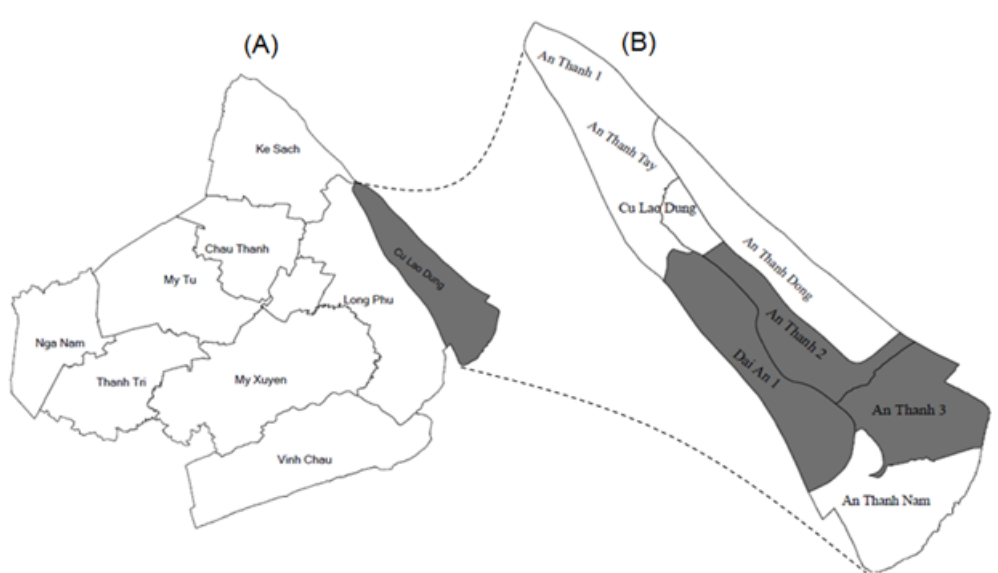 (A)
(B)
An Thanh 1
Ke Sach
An Thanh Tay
Cu Lao Dung
Chau Thanh
Cu Lao Dung
An Thanh Dong
My Tu
Long Phu
An Thanh 2
Nga Nam
Dai An 1
Thanh Tri
My Xuyen
An Thanh 3
Vinh Chau
An Thanh Nam